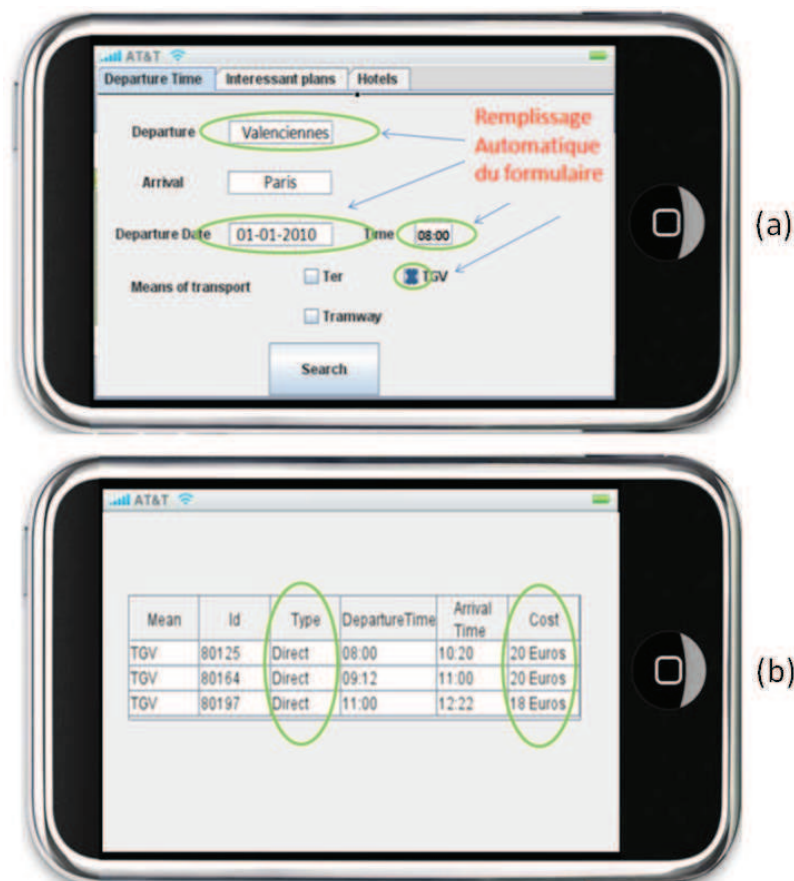 AT&T
Departure Time Interessant plans Hotels
Remplissage
Automatique
du formulaire
Departure Valenciennes
Arrival Paris
Departure Date 01-01-2010 Time 08:00
Means of transport Ter TGV
Tramway
Search
(a)
AT&T
Mean Id Type DepartureTime Arrival Time Cost
TGV 80125 Direct 08:00 10:20 20 Euros
TGV 80164 Direct 09:12 11:00 20 Euros
TGV 80197 Direct 11:00 12:22 18 Euros
(b)